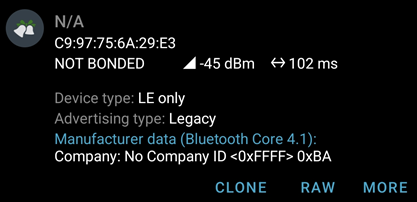 N/A
C9:97:75:6A:29:E3
NOT BONDED -45 dBm 102 ms
Device type: LE only
Advertising type: Legacy
Manufacturer data (Bluetooth Core 4.1):
Company: No Company ID <0xFFFF> 0xBA
CLONE RAW MORE